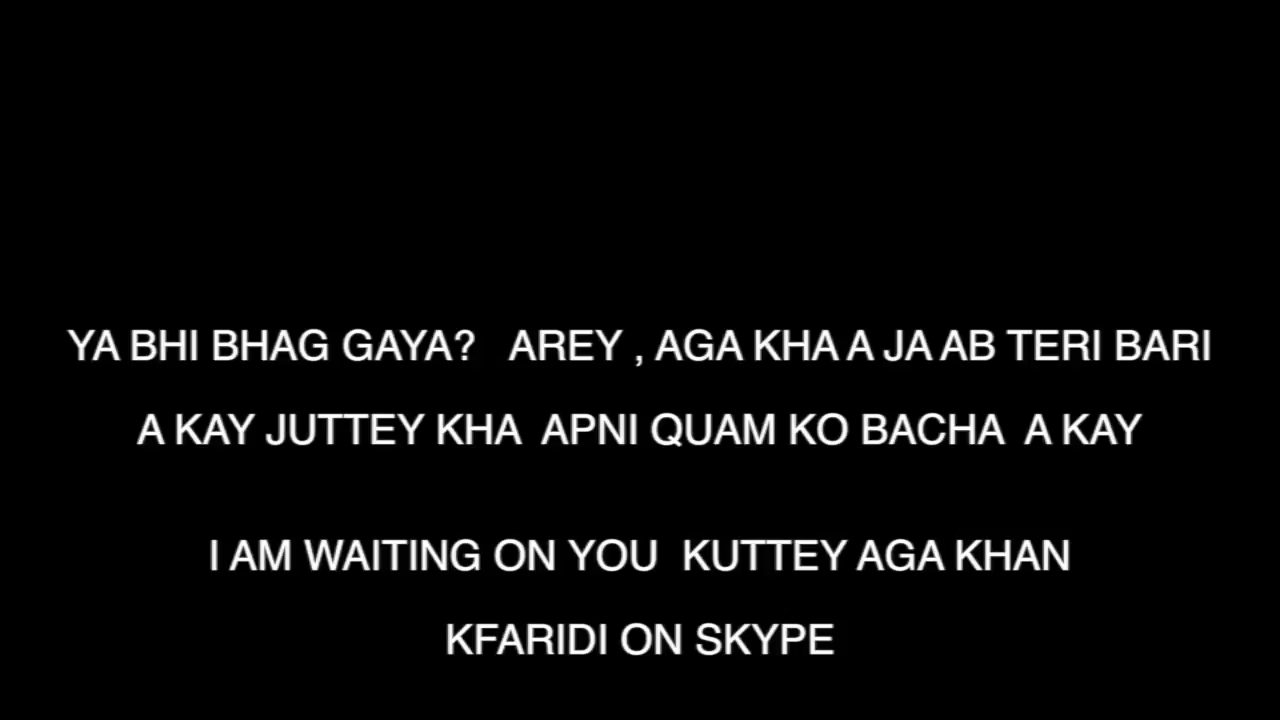 YA BHI BHAG GAYA? AREY , AGA KHA A JA AB TERI BARI
A KAY JUTTEY KHA APNI QUAM KO BACHA A KAY
I AM WAITING ON YOU KUTTEY AGA KHAN
KFARIDI ON SKYPE